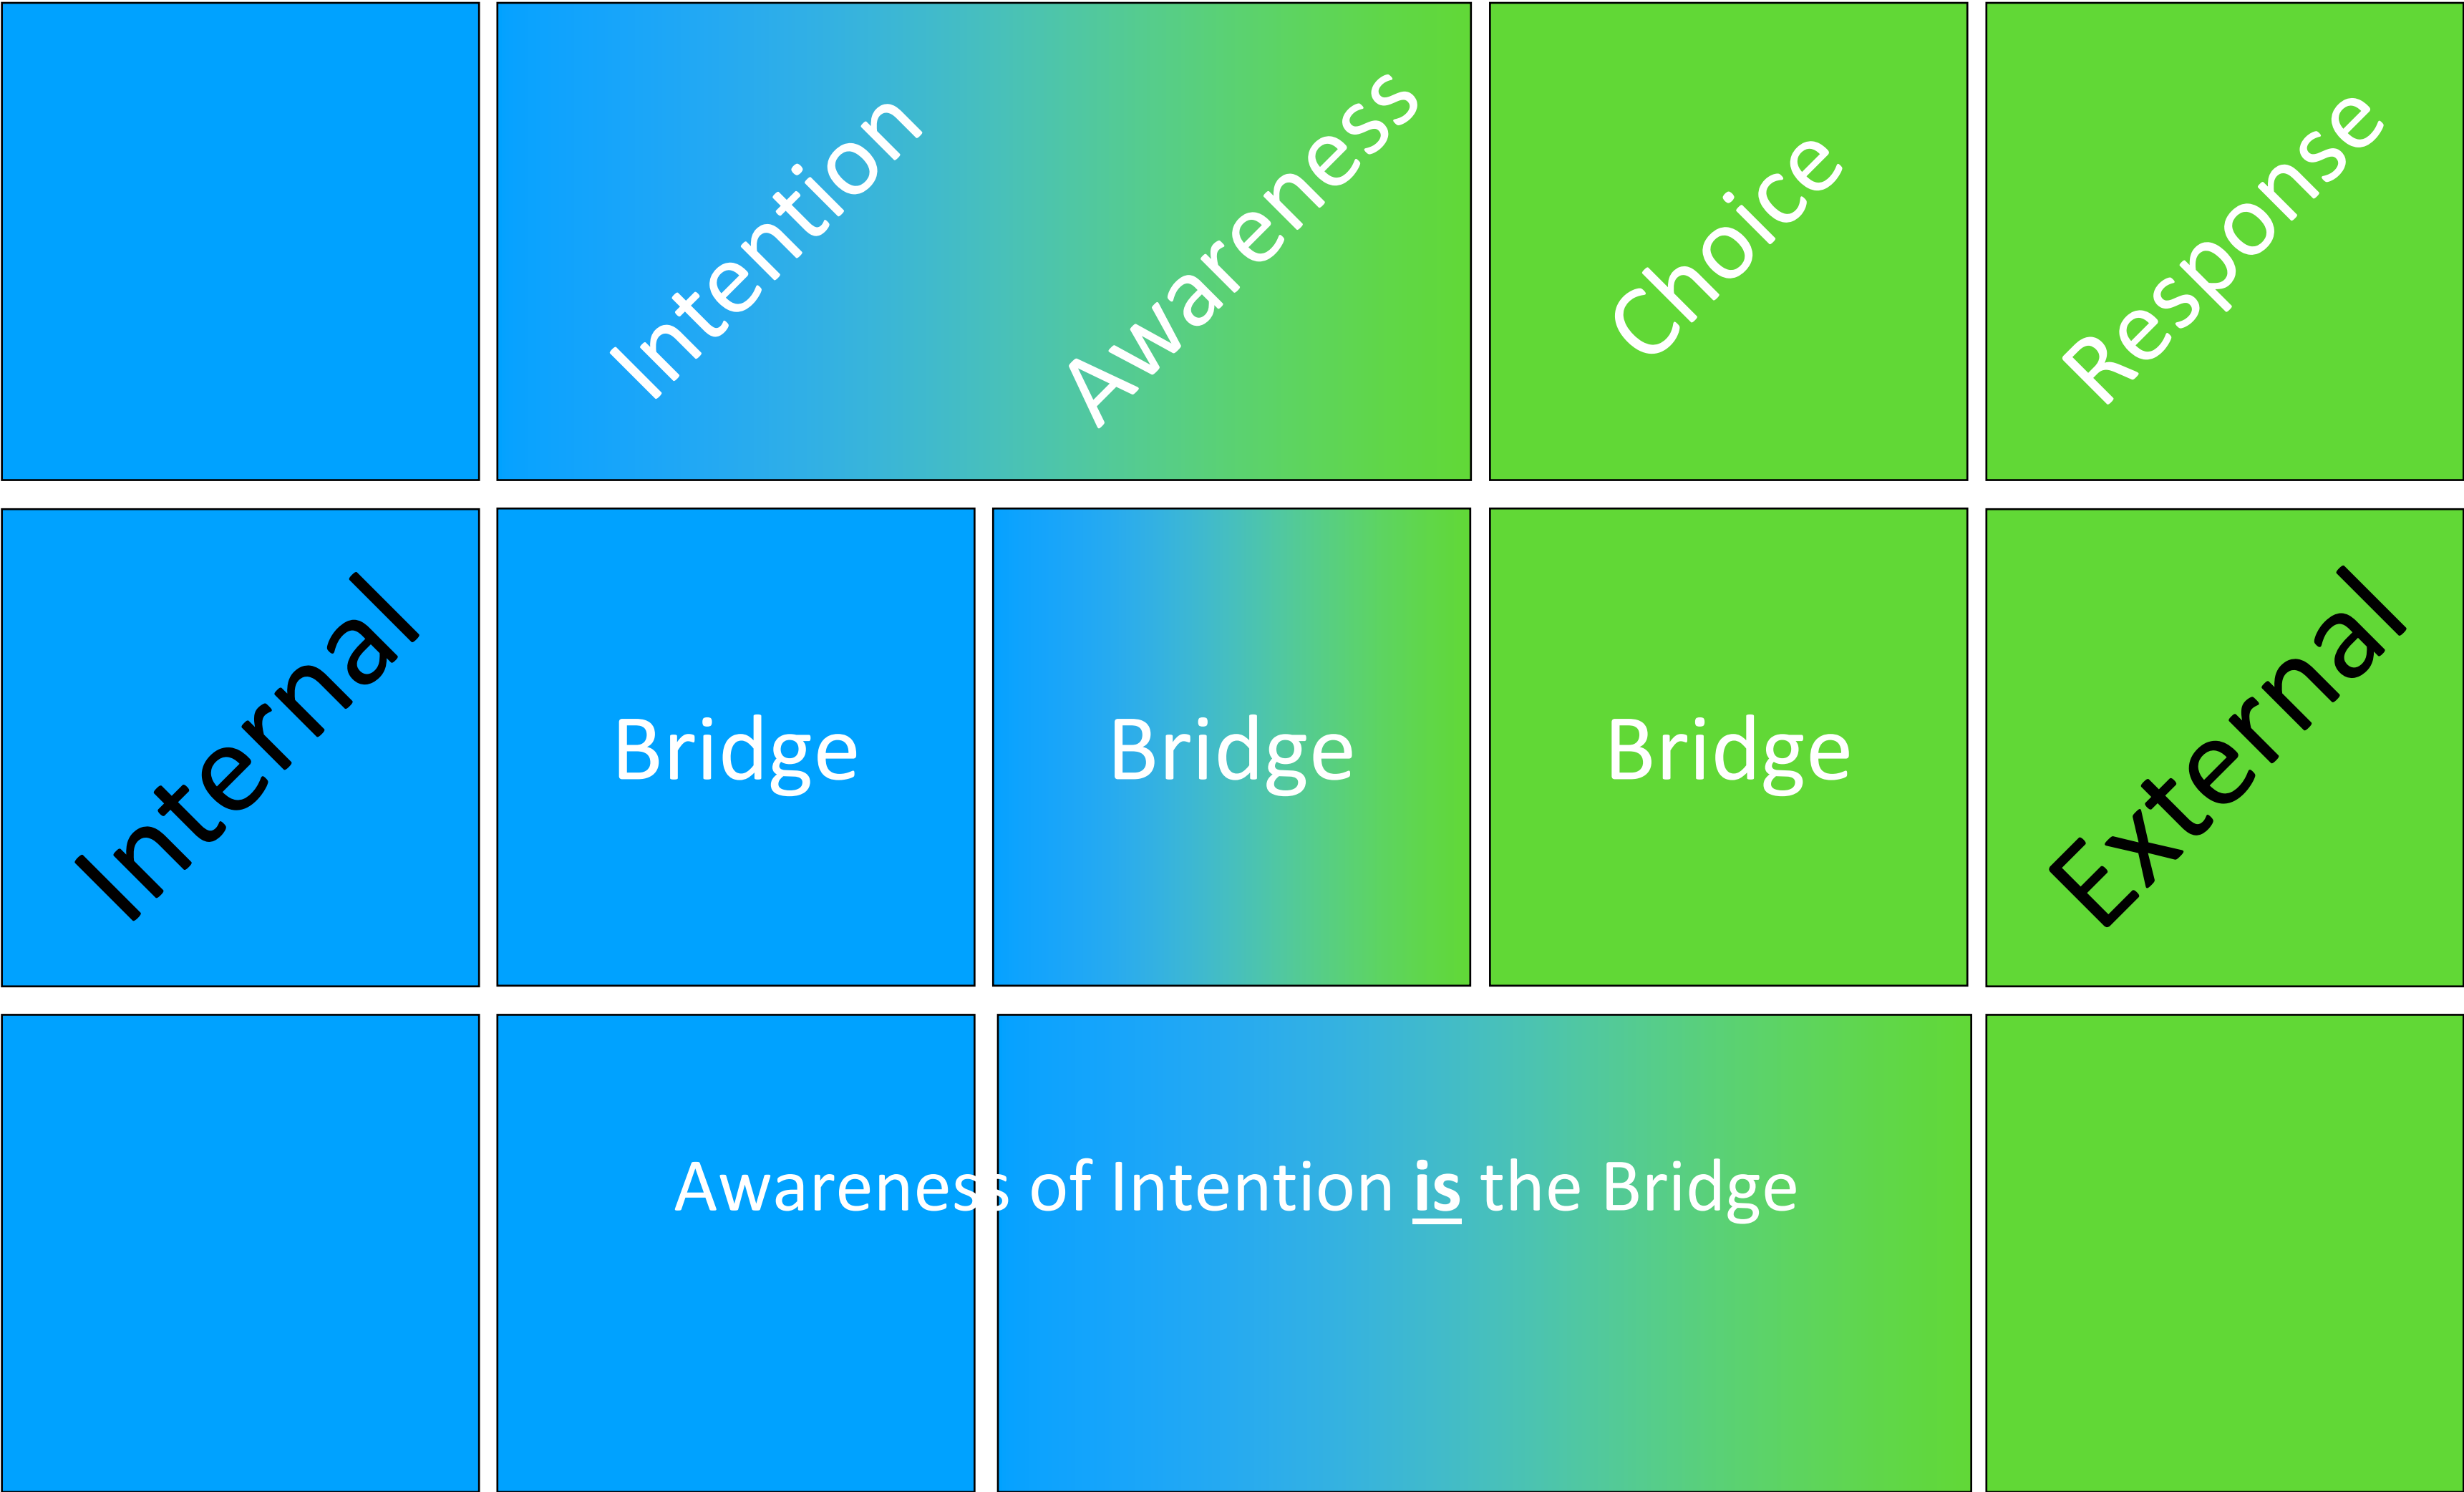 Intention
Awareness
Choice
Response
Internal
Bridge
Bridge
Bridge
External
Awareness of Intention is the Bridge